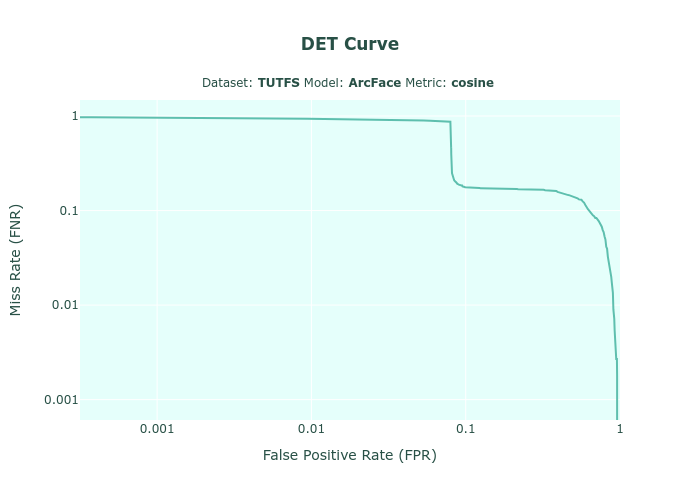 DET Curve
Dataset: TUTFS Model: ArcFace Metric: cosine
1
0.1
0.01
0.001
Miss Rate (FNR)
0.001
0.01
0.1
1
False Positive Rate (FPR)